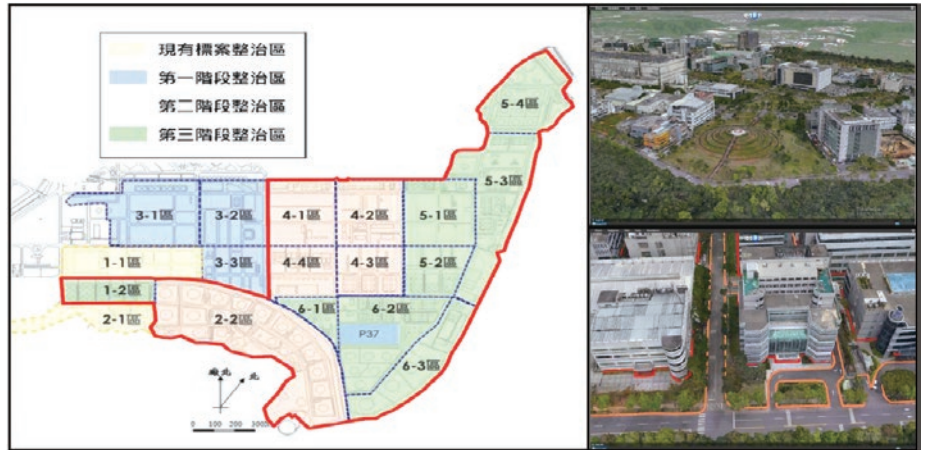 現有標案整治區
第一階段整治區
第二階段整治區
第三階段整治區
5-4區
5-3區
3-1區
3-2區
4-1區
4-2區
5-1區
1-1區
3-3區
4-4區
4-3區
5-2區
1-2區
2-1區
2-2區
6-1區
6-2區
P37
6-3區
廠北
北
0 100 200 300